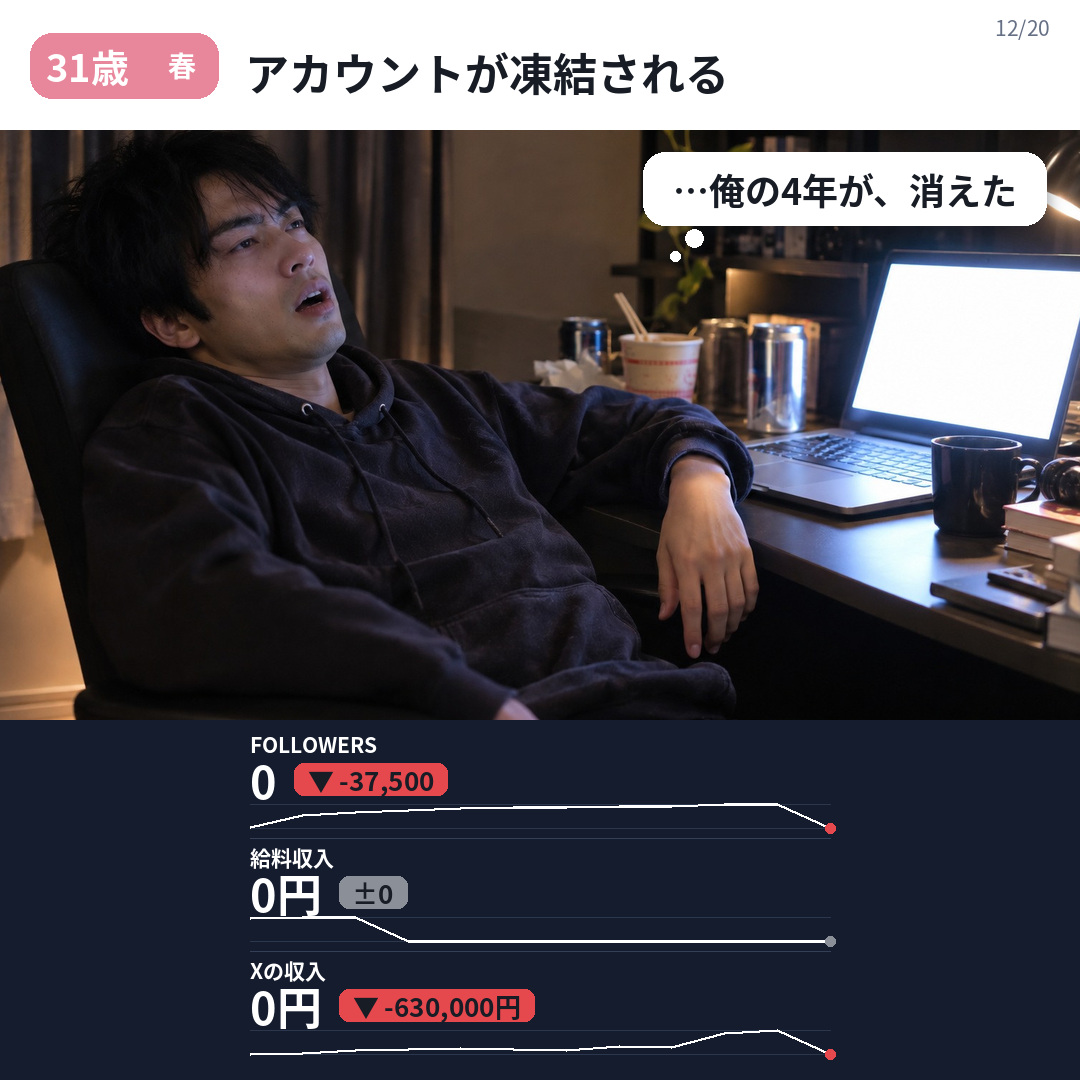 12/20
31歳 春
アカウントが凍結される
…俺の4年が、消えた
FOLLOWERS
0 ▼ -37,500
給料収入
0円 ±0
Xの収入
0円 ▼ -630,000円